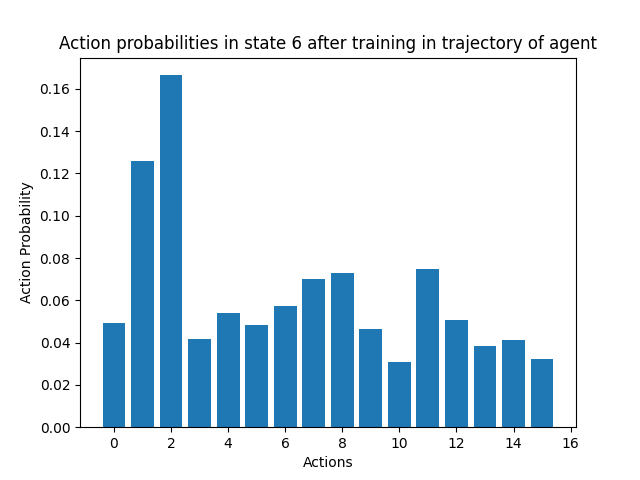 Action probabilities in state 6 after training in trajectory of agent
0.16
0.14
0.12
0.10
0.08
0.06
0.04
0.02
0.00
Action Probability
0 2 4 6 8 10 12 14 16
Actions